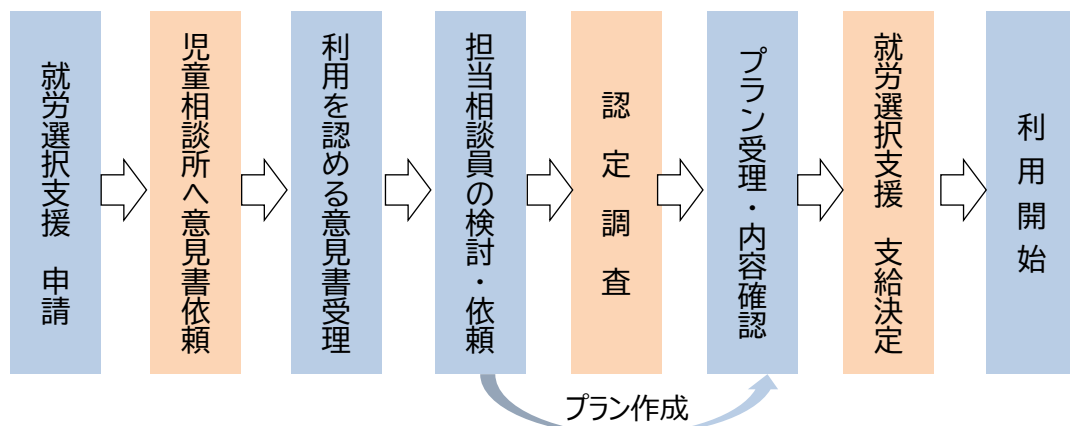 就労選択支援　申請
児童相談所へ意見書依頼
利用を認める意見書受理
担当相談員の検討・依頼
認定調査
プラン受理・内容確認
就労選択支援　支給決定
利用開始
プラン作成